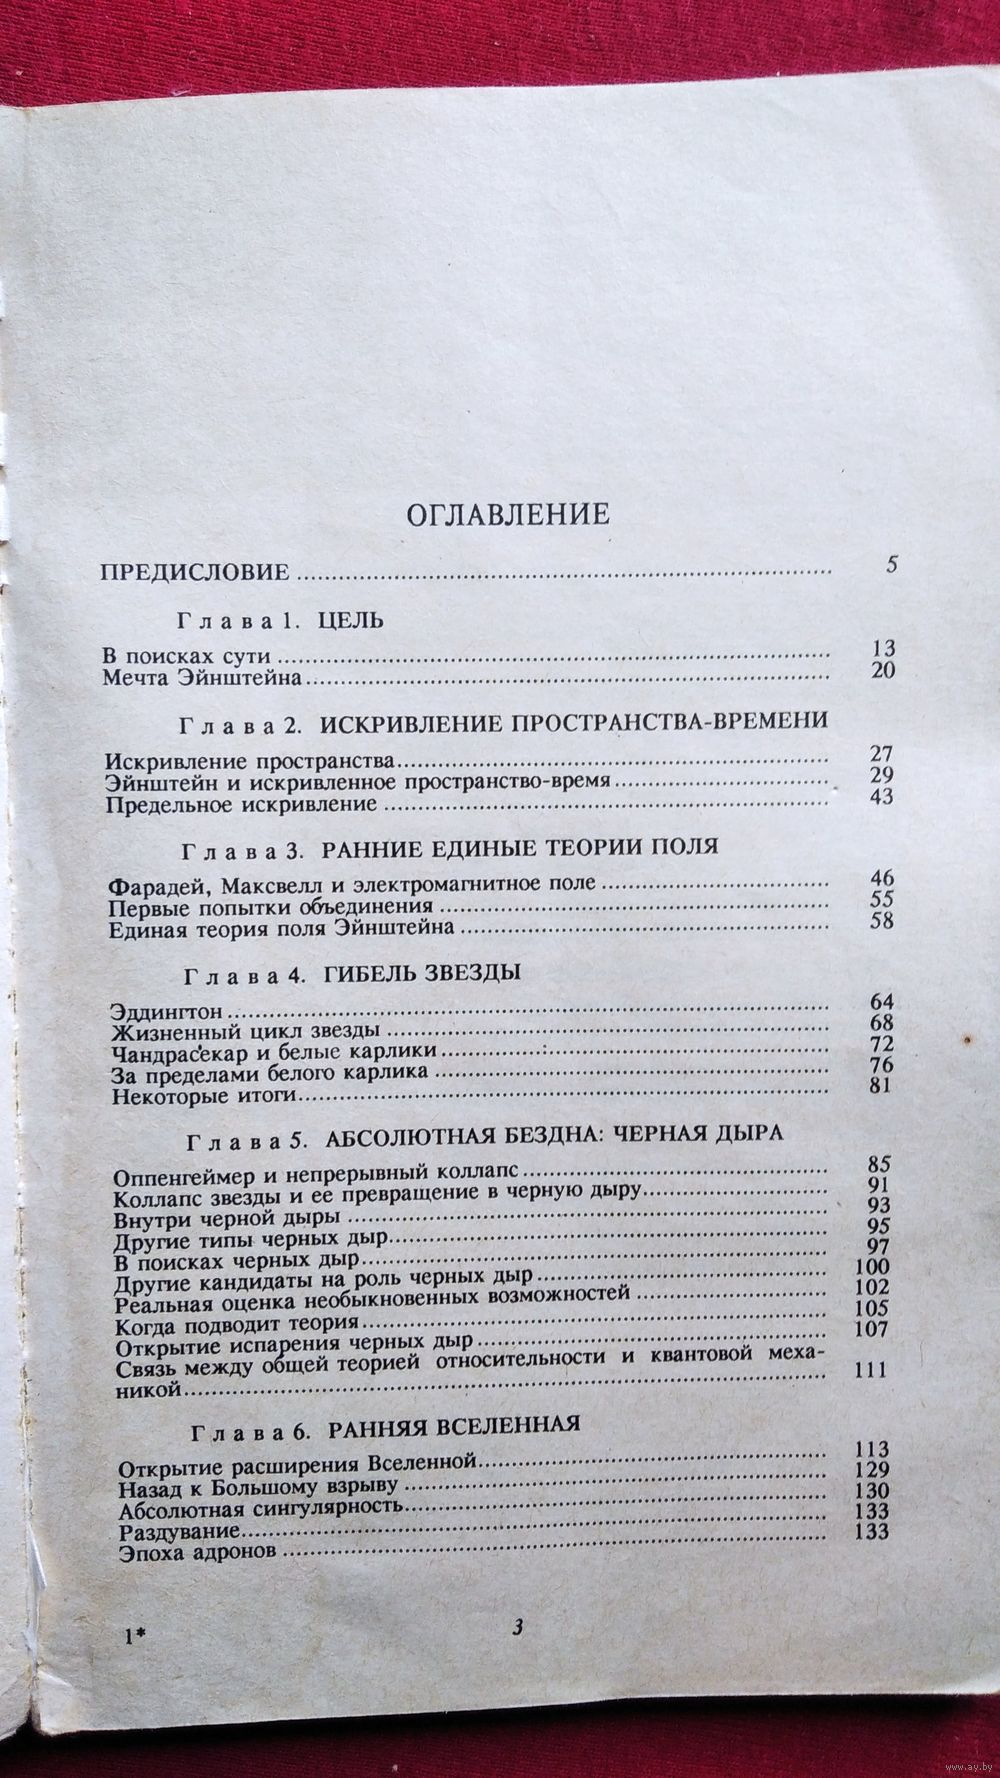 ОГЛАВЛЕНИЕ
ПРЕДИСЛОВИЕ 5
Глава 1. ЦЕЛЬ
В поисках сути 13
Мечта Эйнштейна 20
Глава 2. ИСКРИВЛЕНИЕ ПРОСТРАНСТВА-ВРЕМЕНИ
Искривление пространства 27
Эйнштейн и искривленное пространство-время 29
Предельное искривление 43
Глава 3. РАННИЕ ЕДИНЫЕ ТЕОРИИ ПОЛЯ
Фарадей, Максвелл и электромагнитное поле 46
Первые попытки объединения 55
Единая теория поля Эйнштейна 58
Глава 4. ГИБЕЛЬ ЗВЕЗДЫ
Эддингтон 64
Жизненный цикл звезды 68
Чандрасекар и белые карлики 72
За пределами белого карлика 76
Некоторые итоги 81
Глава 5. АБСОЛЮТНАЯ БЕЗДНА: ЧЕРНАЯ ДЫРА
Оппенгеймер и непрерывный коллапс 85
Коллапс звезды и ее превращение в черную дыру 91
Внутри черной дыры 93
Другие типы черных дыр 95
В поисках черных дыр 97
Другие кандидаты на роль черных дыр 100
Реальная оценка необыкновенных возможностей 102
Когда подводит теория 105
Открытие испарения черных дыр 107
Связь между общей теорией относительности и квантовой меха-
никой 111
Глава 6. РАННЯЯ ВСЕЛЕННАЯ
Открытие расширения Вселенной 113
Назад к Большому взрыву 129
Абсолютная сингулярность 130
Раздувание 133
Эпоха адронов 133
1*
3
www.ay.by